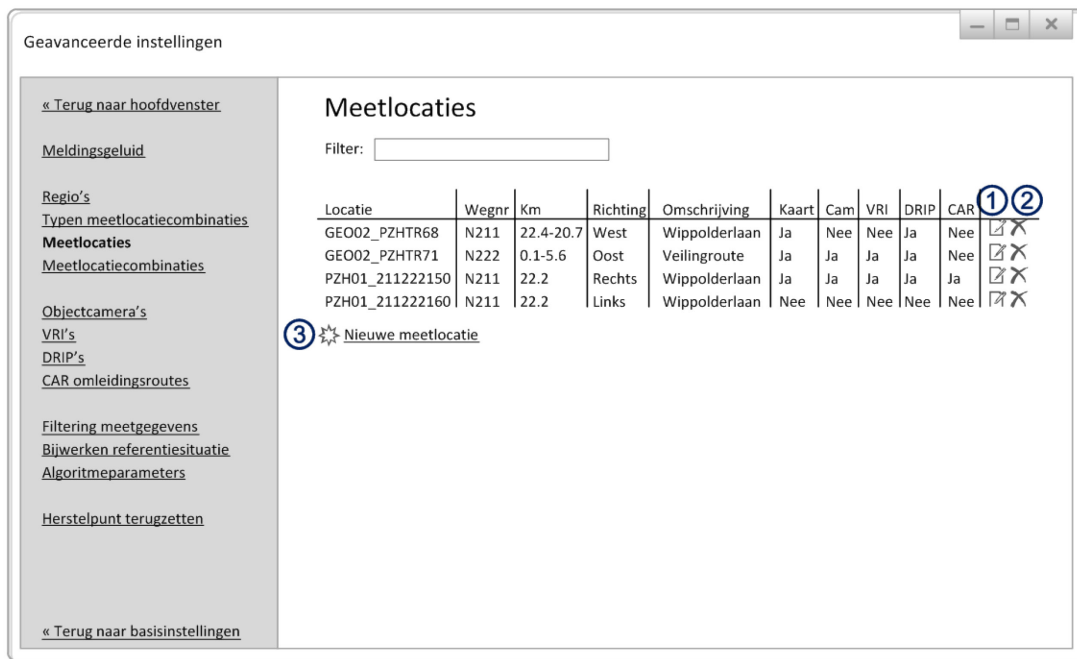 Geavanceerde instellingen
« Terug naar hoofdvenster
Meldingsgeluid
Regio's
Typen meetlocatiecombinaties
Meetlocaties
Meetlocatiecombinaties
Objectcamera's
VRI's
DRIP's
CAR omleidingsroutes
Filtering meetgegevens
Bijwerken referentiesituatie
Algoritmeparameters
Herstelpunt terugzetten
« Terug naar basisinstellingen
Meetlocaties
Filter:
1 2
Locatie Wegnr Km Richting Omschrijving Kaart Cam VRI DRIP CAR
GEO02_PZHTR68 N211 22.4-20.7 West Wippolderlaan Ja Nee Nee Ja Nee
GEO02_PZHTR71 N222 0.1-5.6 Oost Veilingroute Ja Ja Ja Ja Nee
PZH01_211222150 N211 22.2 Rechts Wippolderlaan Ja Ja Ja Ja Ja
PZH01_211222160 N211 22.2 Links Wippolderlaan Nee Nee Nee Nee Nee
3 Nieuwe meetlocatie